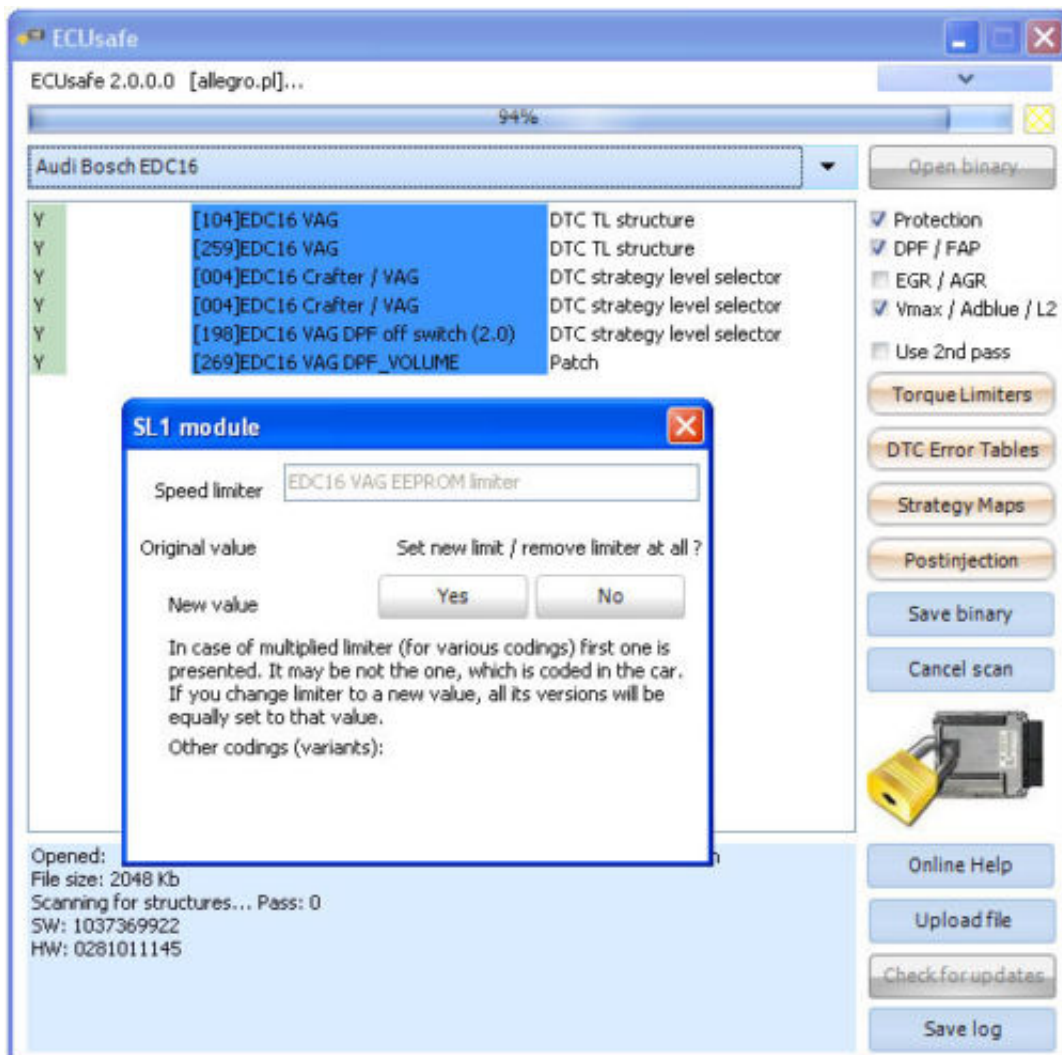 ECUsafe
ECUsafe 2.0.0.0 [allegro.pl]...
94%
Audi Bosch EDC16
Open binary
Y [104]EDC16 VAG DTC TL structure
Y [259]EDC16 VAG DTC TL structure
Y [004]EDC16 Crafter / VAG DTC strategy level selector
Y [004]EDC16 Crafter / VAG DTC strategy level selector
Y [198]EDC16 VAG DPF off switch (2.0) DTC strategy level selector
Y [269]EDC16 VAG DPF_VOLUME Patch
Protection
DPF / FAP
EGR / AGR
Vmax / Adblue / L2
Use 2nd pass
Torque Limiters
DTC Error Tables
Strategy Maps
Postinjection
Save binary
Cancel scan
SL1 module
Speed limiter EDC16 VAG EEPROM limiter
Original value Set new limit / remove limiter at all ?
New value Yes No
In case of multiplied limiter (for various codings) first one is
presented. It may be not the one, which is coded in the car.
If you change limiter to a new value, all its versions will be
equally set to that value.
Other codings (variants):
Opened:
File size: 2048 Kb
Scanning for structures... Pass: 0
SW: 1037369922
HW: 0281011145
Online Help
Upload file
Check for updates
Save log